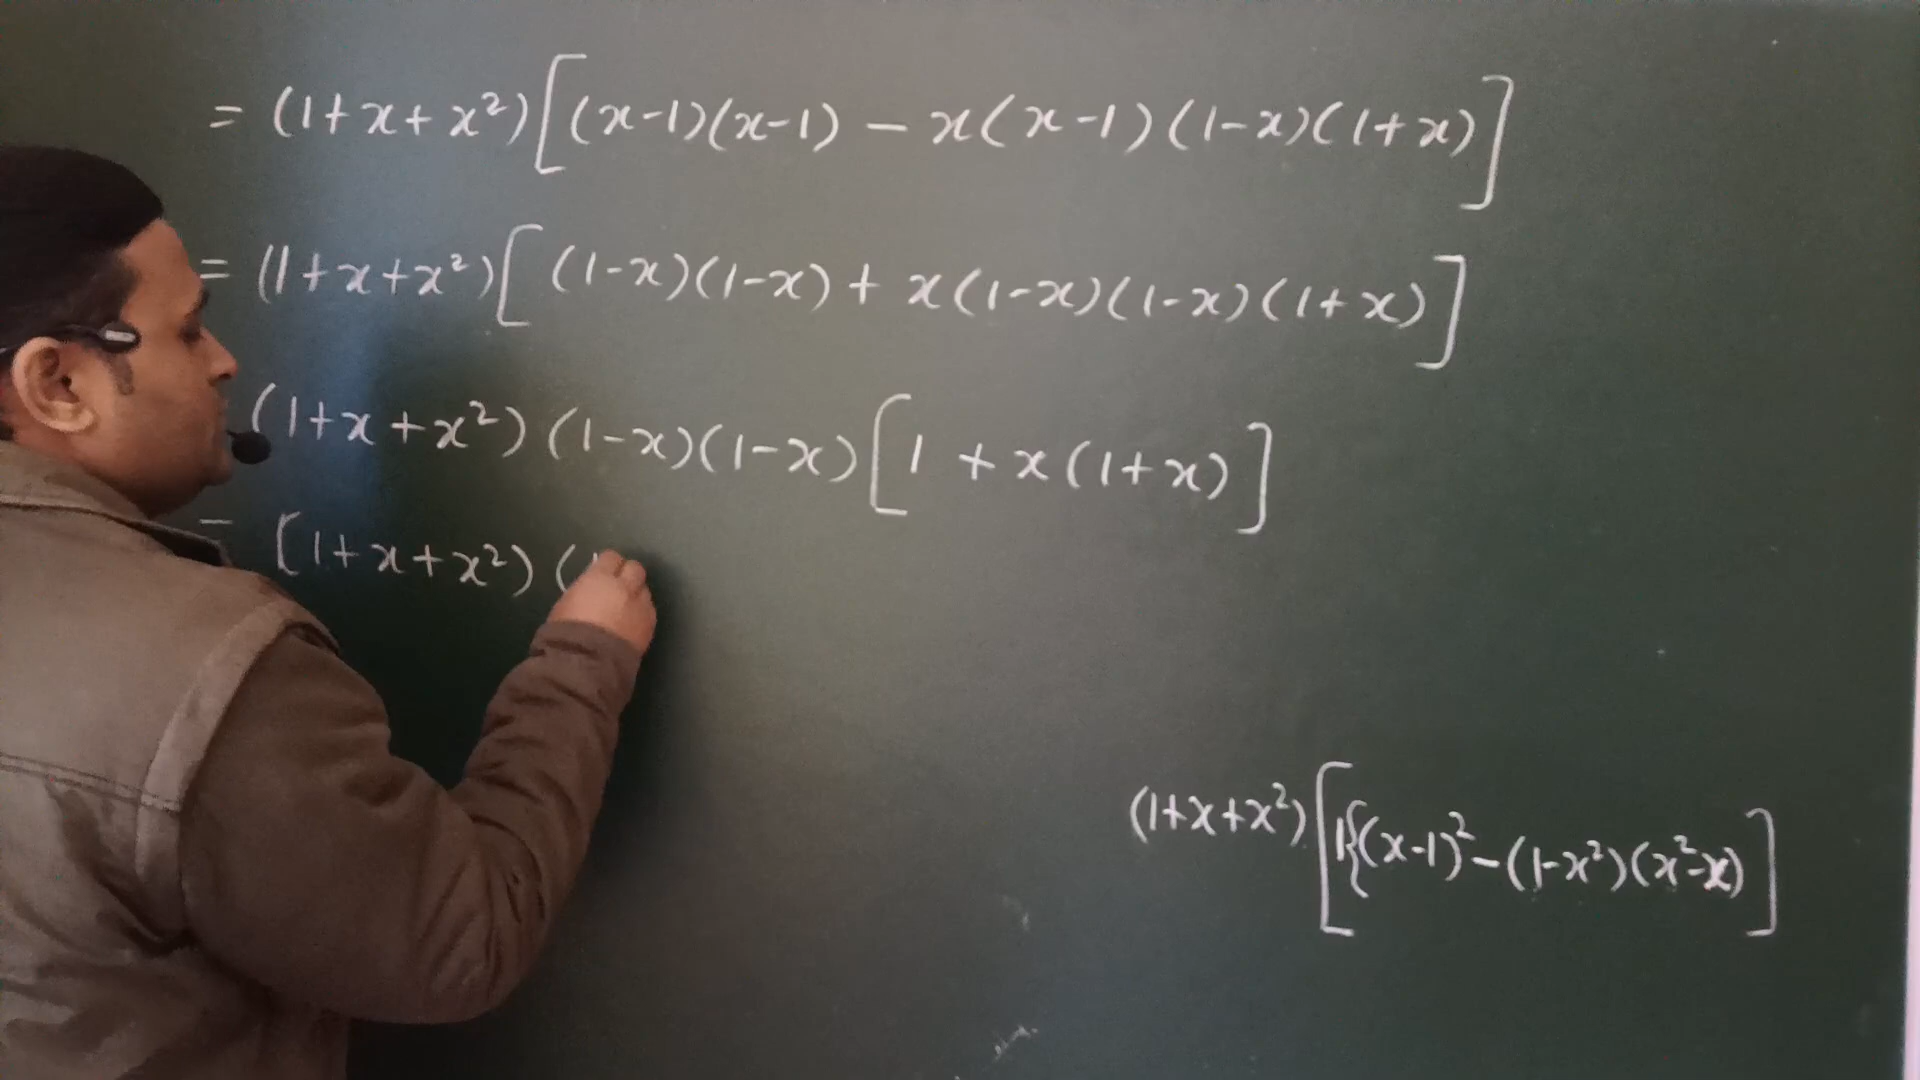 = (1+x+x²)[(x-1)(x-1) - x(x-1)(1-x)(1+x)]
= (1+x+x²)[(1-x)(1-x) + x(1-x)(1-x)(1+x)]
(1+x+x²)(1-x)(1-x)[1 + x(1+x)]
= (1+x+x²)(1
(1+x+x²)[1{(x-1)²-(1-x²)(x²-x)]